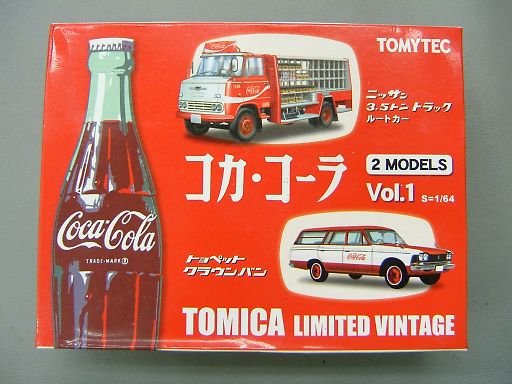 TOMYTEC
ニッサン
3.5トントラック
ルートカー
コカ・コーラ
2 MODELS
Vol.1 S=1/64
Coca-Cola
TRADE-MARK ®
トヨペット
クラウンバン
TOMICA LIMITED VINTAGE